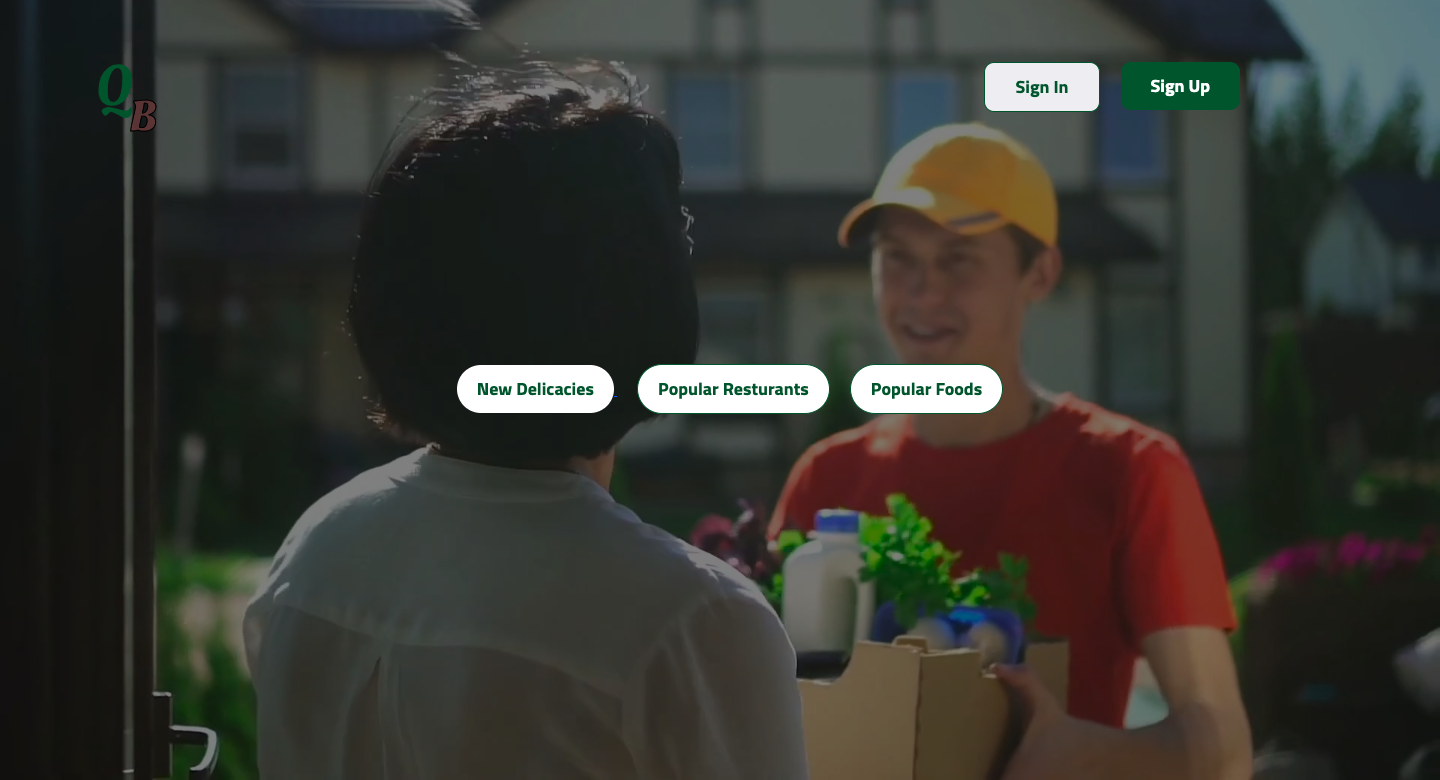 QB
Sign In
Sign Up
New Delicacies
Popular Resturants
Popular Foods